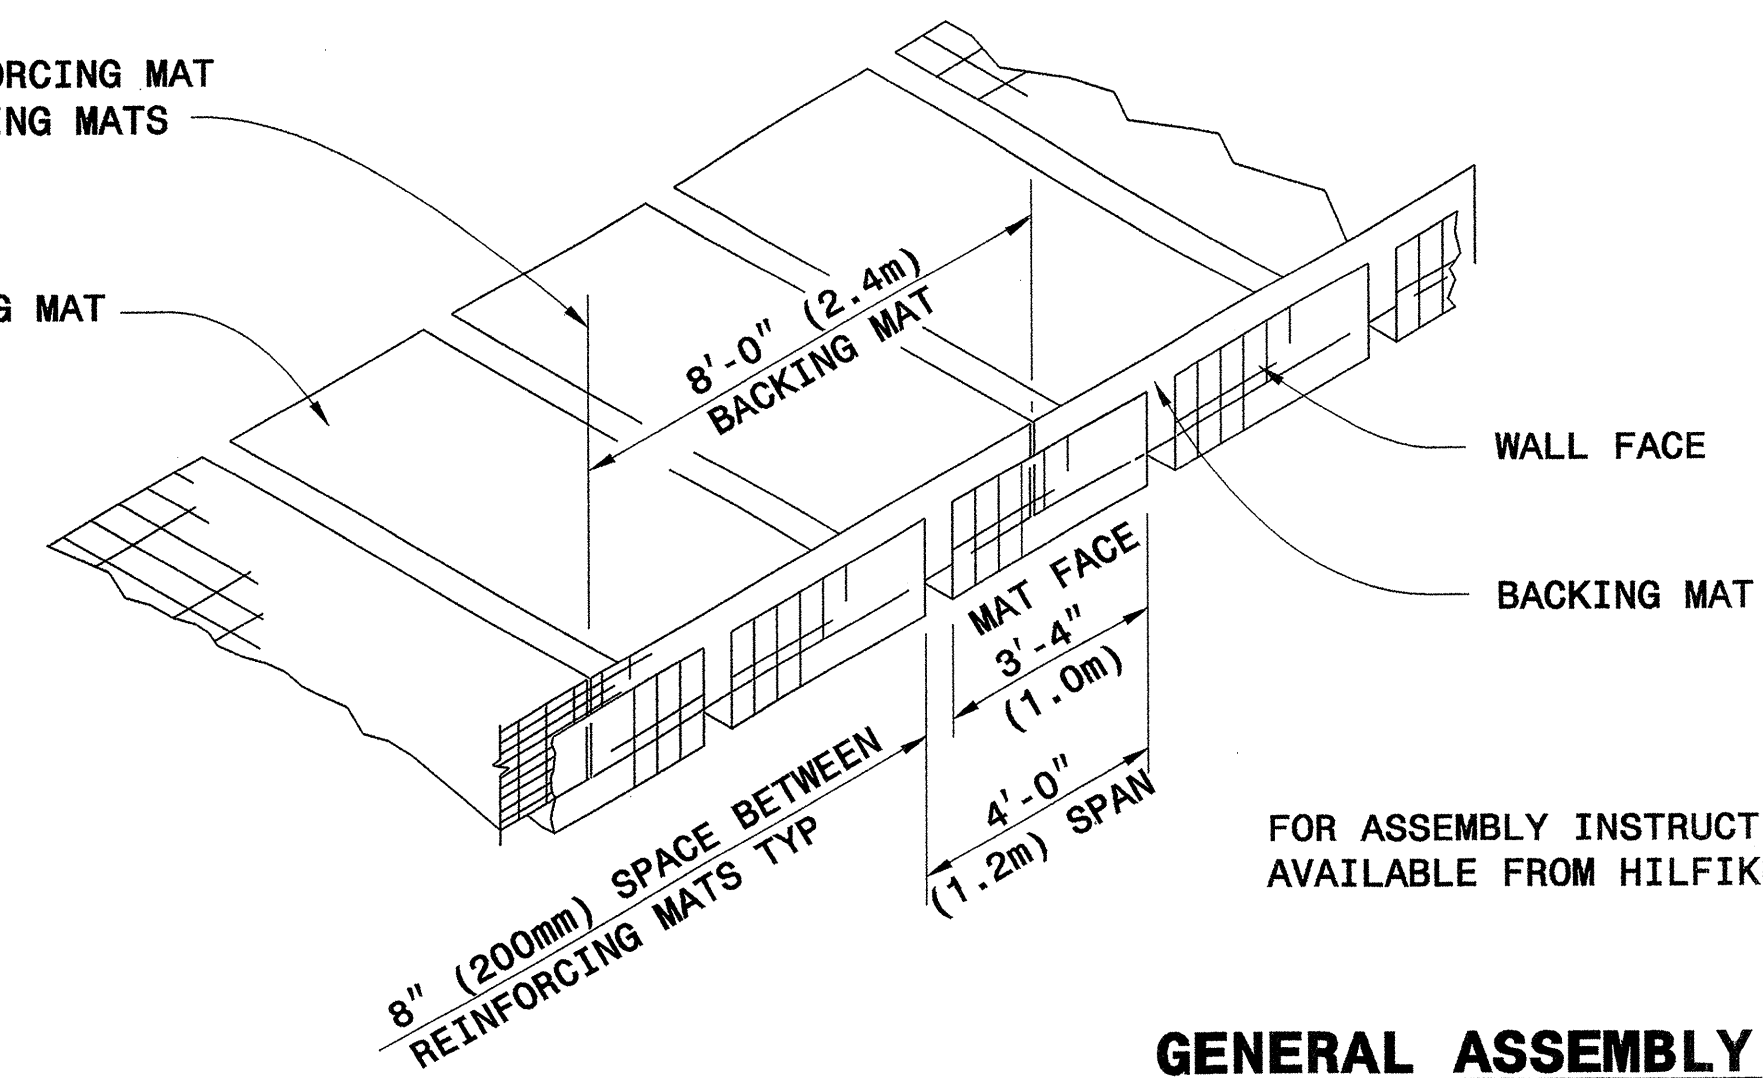 ORCING MAT
ING MATS
G MAT
8'-0" (2.4m)
BACKING MAT
WALL FACE
BACKING MAT
MAT FACE
3'-4"
(1.0m)
4'-0"
(1.2m) SPAN
8" (200mm) SPACE BETWEEN
REINFORCING MATS TYP
FOR ASSEMBLY INSTRUCT
AVAILABLE FROM HILFIK
GENERAL ASSEMBLY